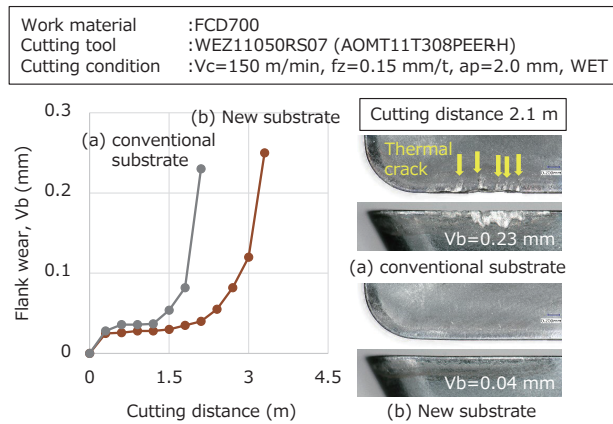 Work material :FCD700
Cutting tool :WEZ11050RS07 (AOMT11T308PEER-H)
Cutting condition :Vc=150 m/min, fz=0.15 mm/t, ap=2.0 mm, WET
0.3
0.2
0.1
0
Flank wear, Vb (mm)
(b) New substrate
(a) conventional
substrate
0
1.5
3
4.5
Cutting distance (m)
Cutting distance 2.1 m
Thermal
crack
Vb=0.23 mm
(a) conventional substrate
Vb=0.04 mm
(b) New substrate